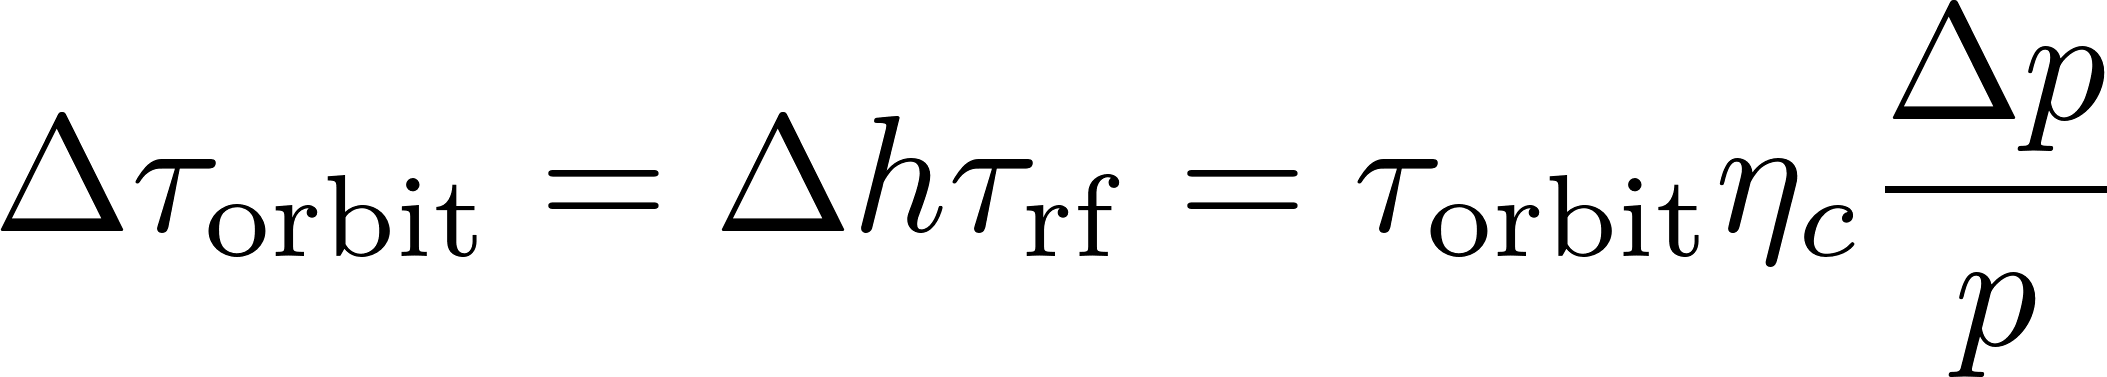 Δτ_orbit = Δhτ_rf = τ_orbit η_c Δp/p